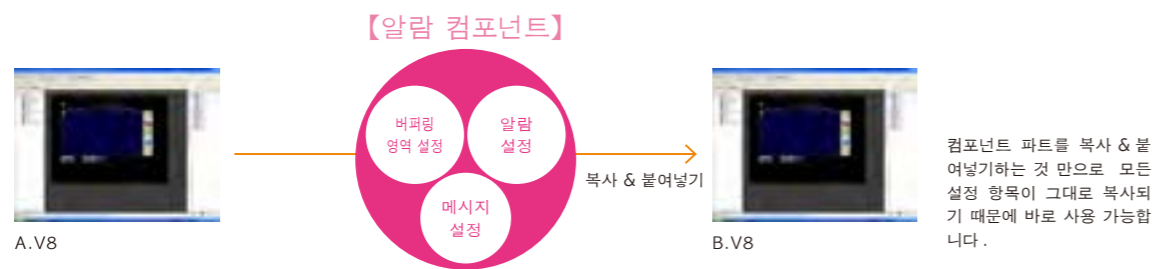 【알람 컴포넌트】
버퍼링
영역 설정
알람
설정
메시지
설정
복사 & 붙여넣기
A.V8
B.V8
컴포넌트 파트를 복사 & 붙
여넣기하는 것 만으로 모든
설정 항목이 그대로 복사되
기 때문에 바로 사용 가능합
니다 .